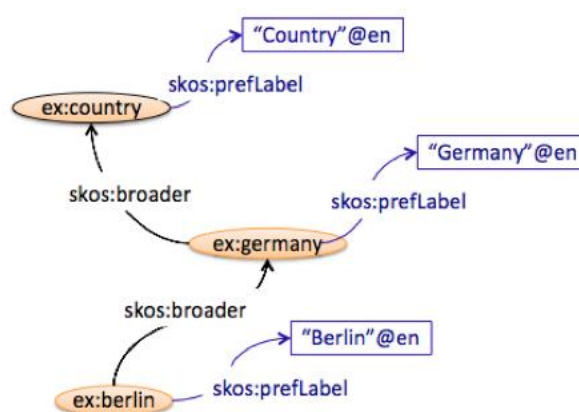 “Country”@en
skos:prefLabel
ex:country
“Germany”@en
skos:broader
skos:prefLabel
ex:germany
skos:broader
“Berlin”@en
skos:prefLabel
ex:berlin